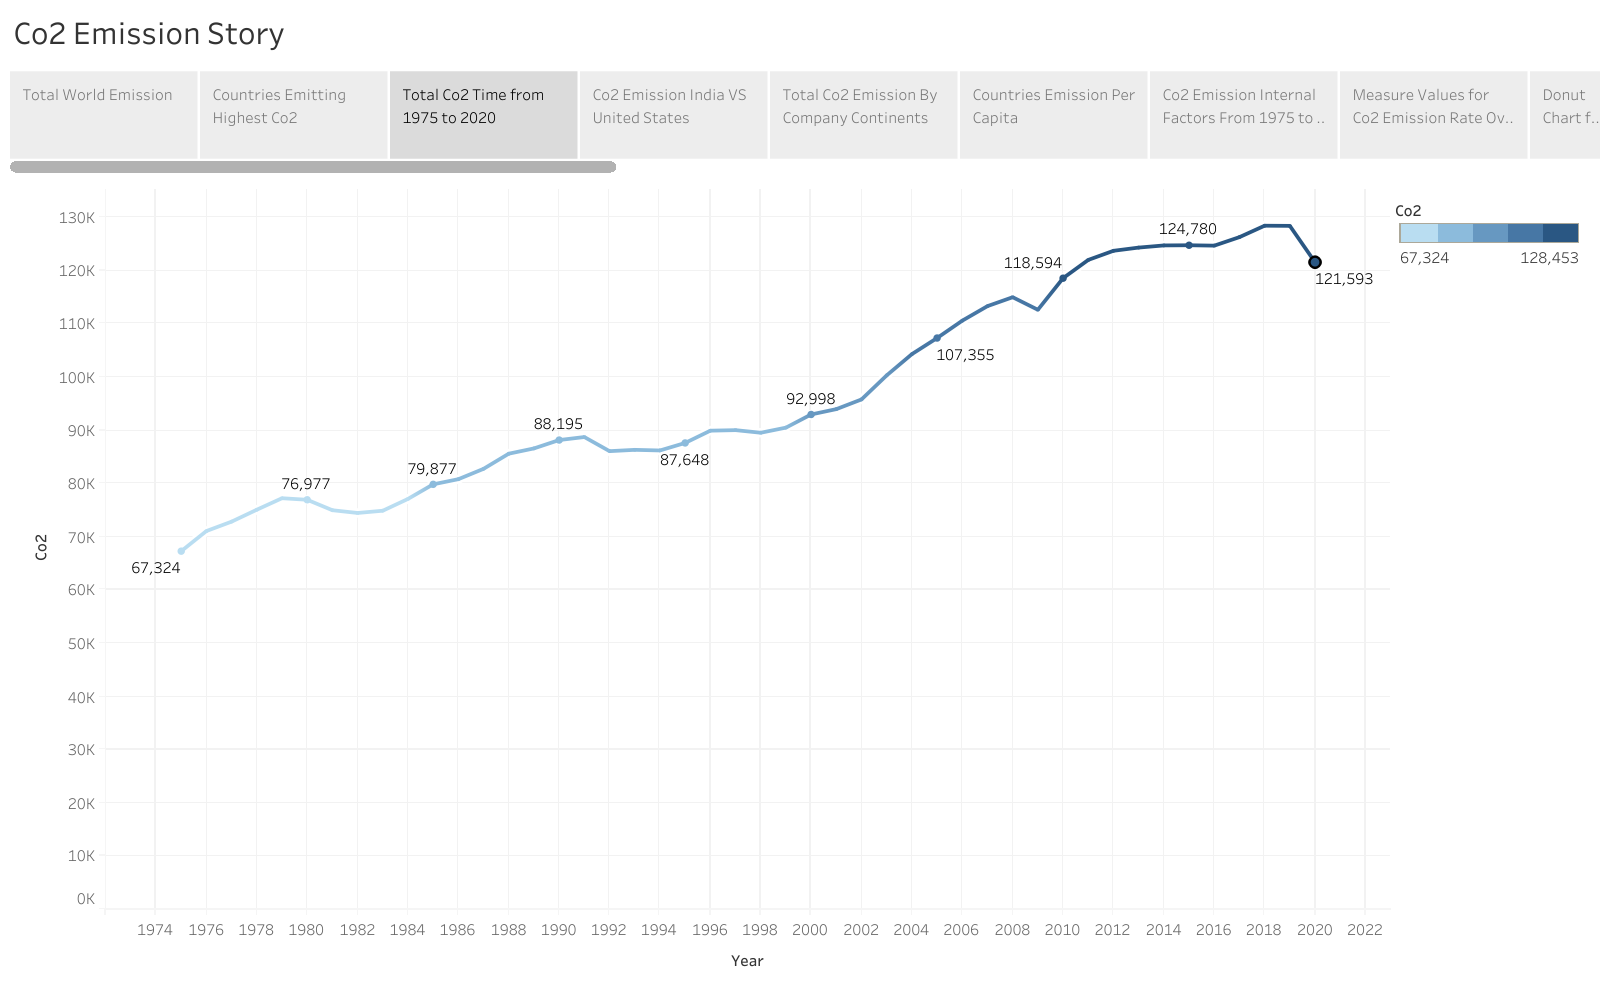 Co2 Emission Story
Total World Emission
Countries Emitting
Highest Co2
Total Co2 Time from
1975 to 2020
Co2 Emission India VS
United States
Total Co2 Emission By
Company Continents
Countries Emission Per
Capita
Co2 Emission Internal
Factors From 1975 to ..
Measure Values for
Co2 Emission Rate Ov..
Donut
Chart f..
Co2
67,324 128,453
130K
120K
110K
100K
90K
80K
70K
60K
50K
40K
30K
20K
10K
0K
Co2
67,324
76,977
79,877
88,195
87,648
92,998
107,355
118,594
124,780
121,593
1974 1976 1978 1980 1982 1984 1986 1988 1990 1992 1994 1996 1998 2000 2002 2004 2006 2008 2010 2012 2014 2016 2018 2020 2022
Year